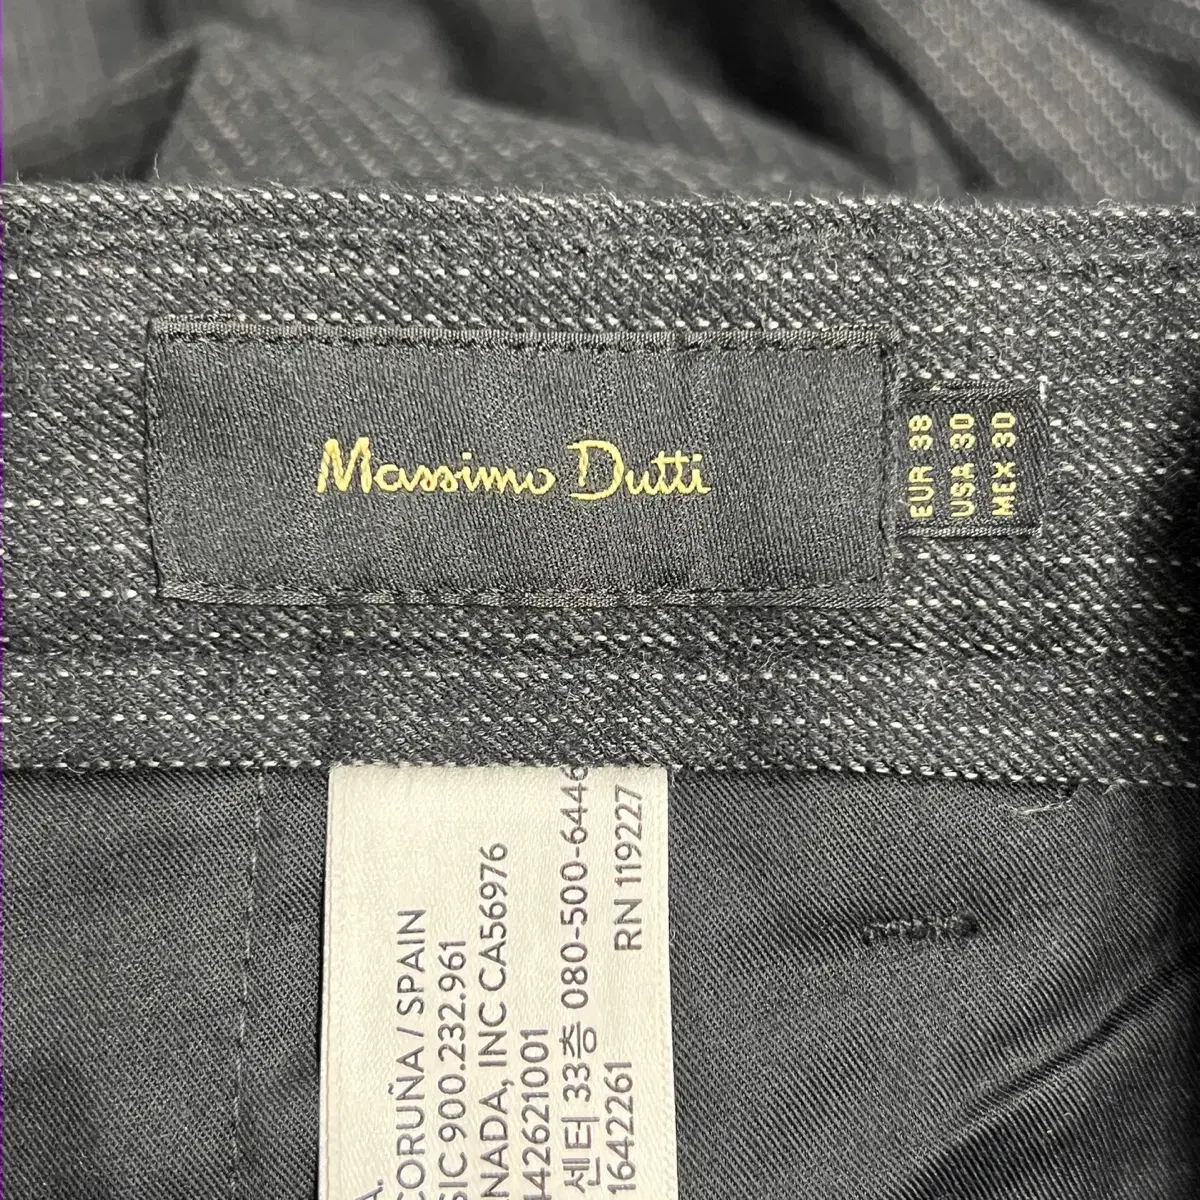 Massimo Dutti
EUR 38
USA 30
MEX 30
A.
CORUÑA / SPAIN
SIC 900.232.961
NADA, INC CA56976
442621001
센터 33층 080-500-6446
1642261
RN 119227